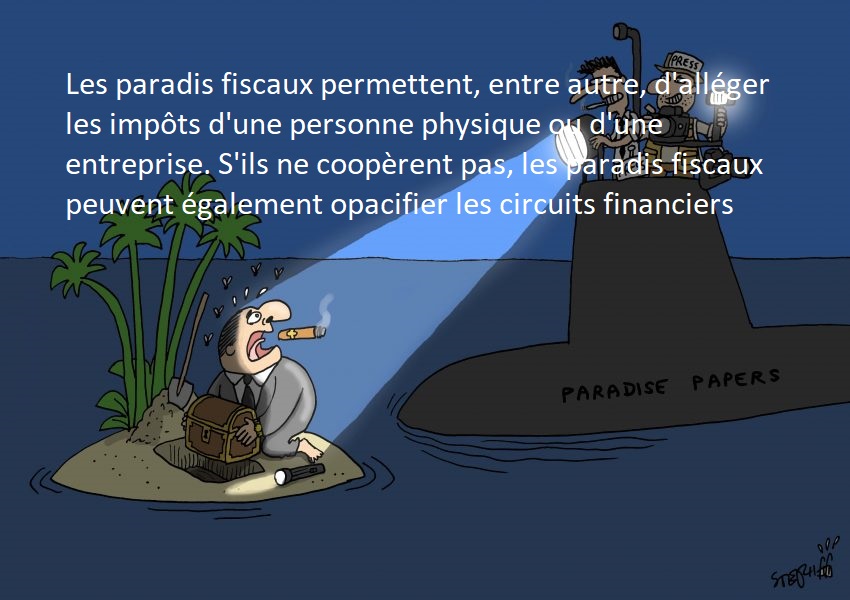 Les paradis fiscaux permettent, entre autre, d'alléger
les impôts d'une personne physique ou d'une
entreprise. S'ils ne coopèrent pas, les paradis fiscaux
peuvent également opacifier les circuits financiers
PRESS
PARADISE PAPERS
STEPHFF